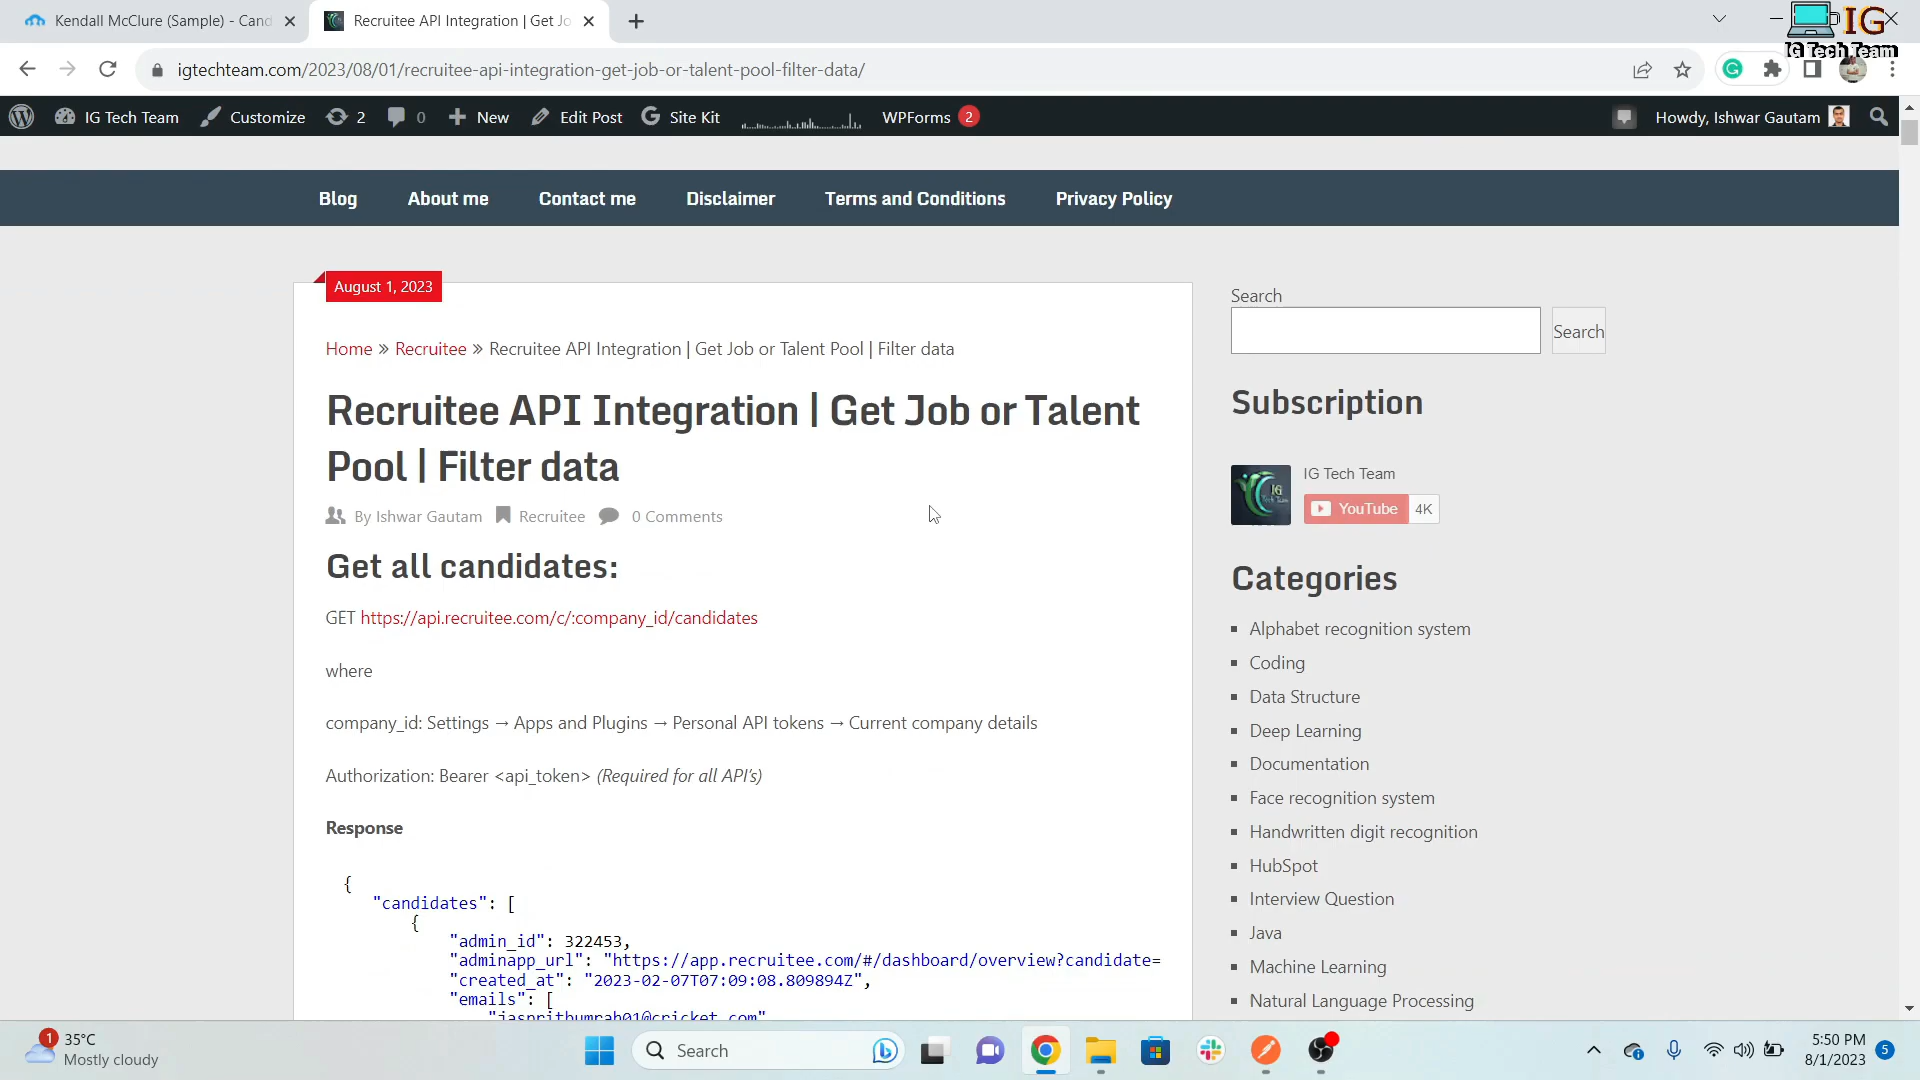 Kendall McClure (Sample) - Cand
Recruitee API Integration | Get Jo
IG
IG Tech Team
igtechteam.com/2023/08/01/recruitee-api-integration-get-job-or-talent-pool-filter-data/
IG Tech Team
Customize
2
0
New
Edit Post
Site Kit
WPForms 2
Howdy, Ishwar Gautam
Blog
About me
Contact me
Disclaimer
Terms and Conditions
Privacy Policy
August 1, 2023
Home » Recruitee » Recruitee API Integration | Get Job or Talent Pool | Filter data
Recruitee API Integration | Get Job or Talent
Pool | Filter data
By Ishwar Gautam Recruitee 0 Comments
Get all candidates:
GET https://api.recruitee.com/c/:company_id/candidates
where
company_id: Settings → Apps and Plugins → Personal API tokens → Current company details
Authorization: Bearer <api_token> (Required for all API's)
Response
{
"candidates": [
{
"admin_id": 322453,
"adminapp_url": "https://app.recruitee.com/#/dashboard/overview?candidate=
"created_at": "2023-02-07T07:09:08.809894Z",
"emails": [
"jaspritbumrah01@cricket.com"
Search
Search
Subscription
IG Tech Team
YouTube 4K
Categories
Alphabet recognition system
Coding
Data Structure
Deep Learning
Documentation
Face recognition system
Handwritten digit recognition
HubSpot
Interview Question
Java
Machine Learning
Natural Language Processing
1
35°C
Mostly cloudy
Search
5:50 PM
8/1/2023
5